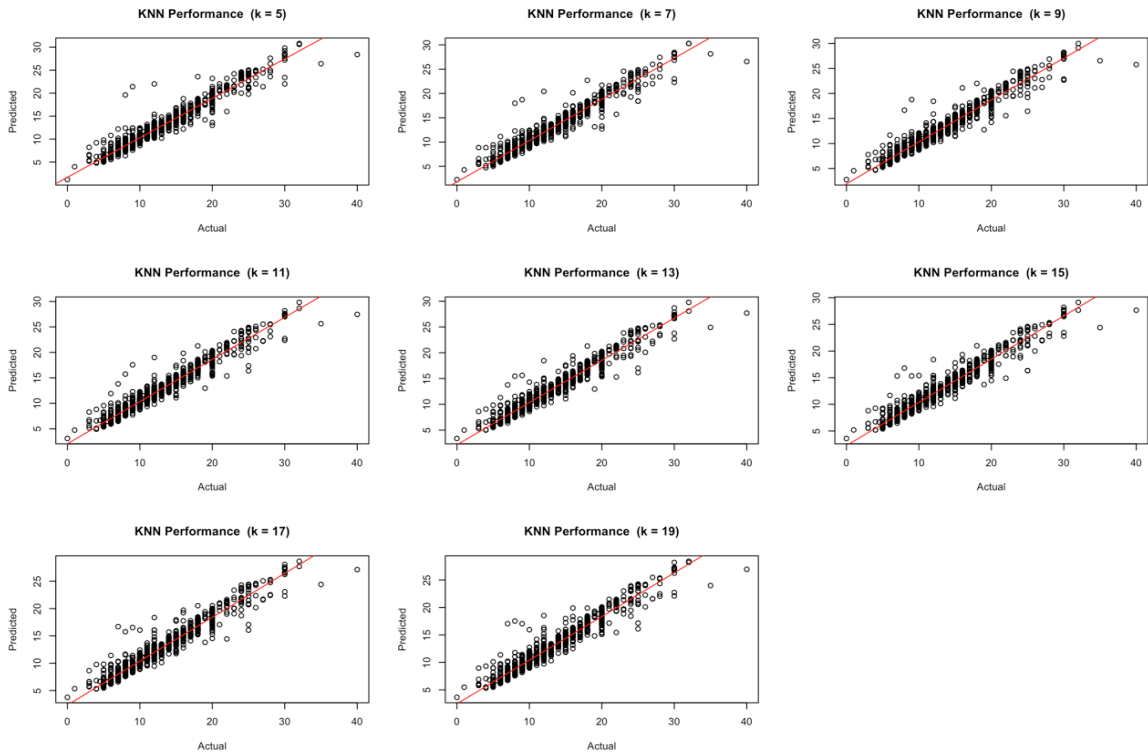 KNN Performance (k = 5)
Predicted
30
25
20
15
10
5
0 10 20 30 40
Actual
KNN Performance (k = 7)
Predicted
30
25
20
15
10
5
0 10 20 30 40
Actual
KNN Performance (k = 9)
Predicted
30
25
20
15
10
5
0 10 20 30 40
Actual
KNN Performance (k = 11)
Predicted
30
25
20
15
10
5
0 10 20 30 40
Actual
KNN Performance (k = 13)
Predicted
30
25
20
15
10
5
0 10 20 30 40
Actual
KNN Performance (k = 15)
Predicted
30
25
20
15
10
5
0 10 20 30 40
Actual
KNN Performance (k = 17)
Predicted
25
20
15
10
5
0 10 20 30 40
Actual
KNN Performance (k = 19)
Predicted
25
20
15
10
5
0 10 20 30 40
Actual